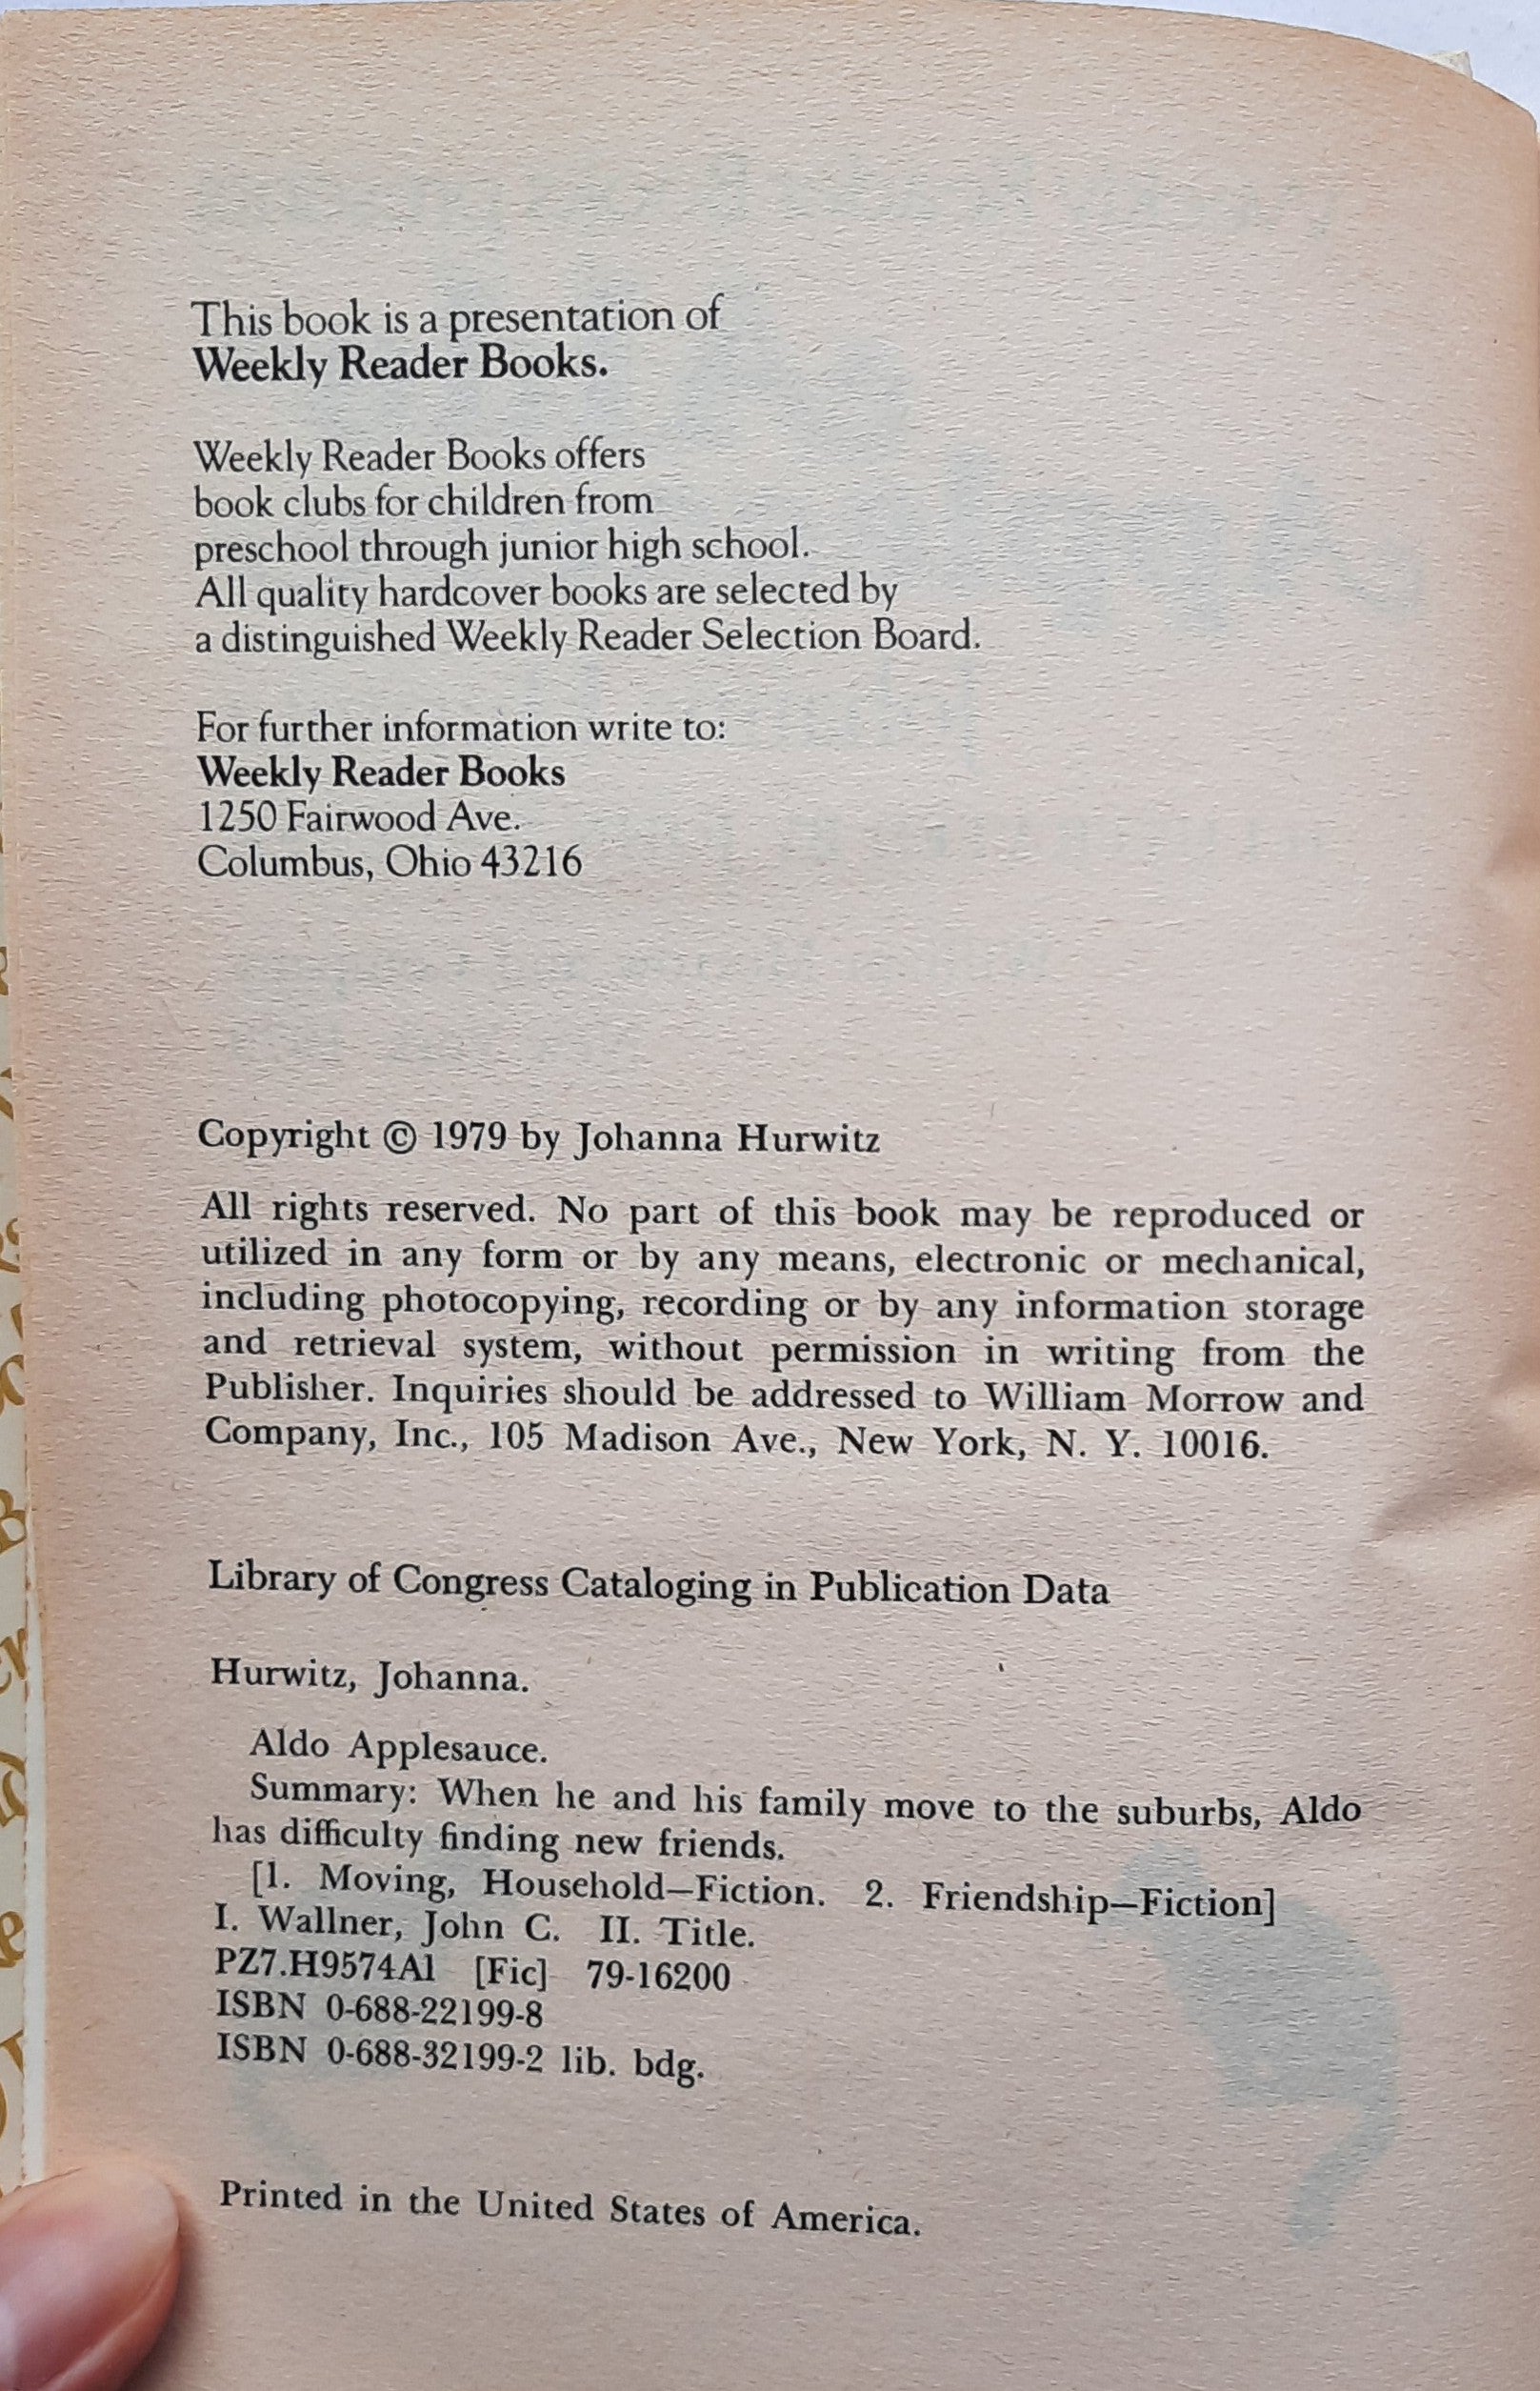 This book is a presentation of
Weekly Reader Books.
Weekly Reader Books offers
book clubs for children from
preschool through junior high school.
All quality hardcover books are selected by
a distinguished Weekly Reader Selection Board.
For further information write to:
Weekly Reader Books
1250 Fairwood Ave.
Columbus, Ohio 43216
Copyright © 1979 by Johanna Hurwitz
All rights reserved. No part of this book may be reproduced or
utilized in any form or by any means, electronic or mechanical,
including photocopying, recording or by any information storage
and retrieval system, without permission in writing from the
Publisher. Inquiries should be addressed to William Morrow and
Company, Inc., 105 Madison Ave., New York, N. Y. 10016.
Library of Congress Cataloging in Publication Data
Hurwitz, Johanna.
Aldo Applesauce.
Summary: When he and his family move to the suburbs, Aldo
has difficulty finding new friends.
[1. Moving, Household—Fiction. 2. Friendship—Fiction]
I. Wallner, John C. II. Title.
PZ7.H9574Al [Fic] 79-16200
ISBN 0-688-22199-8
ISBN 0-688-32199-2 lib. bdg.
Printed in the United States of America.